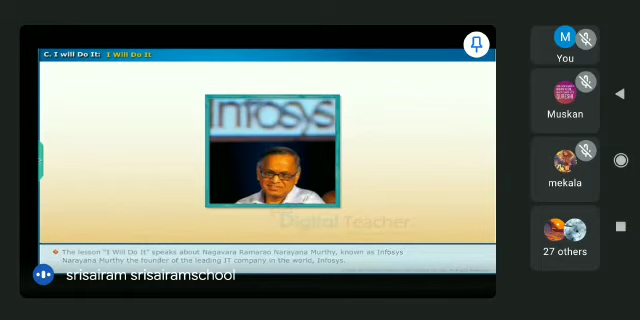 C. I will Do It: I Will Do It
Infosys
Digital Teacher
The lesson "I Will Do It" speaks about Nagavara Ramarao Narayana Murthy, known as Infosys
Narayana Murthy the founder of the leading IT company in the world, Infosys.
srisairam srisairamschool
M
You
Muskan
mekala
27 others